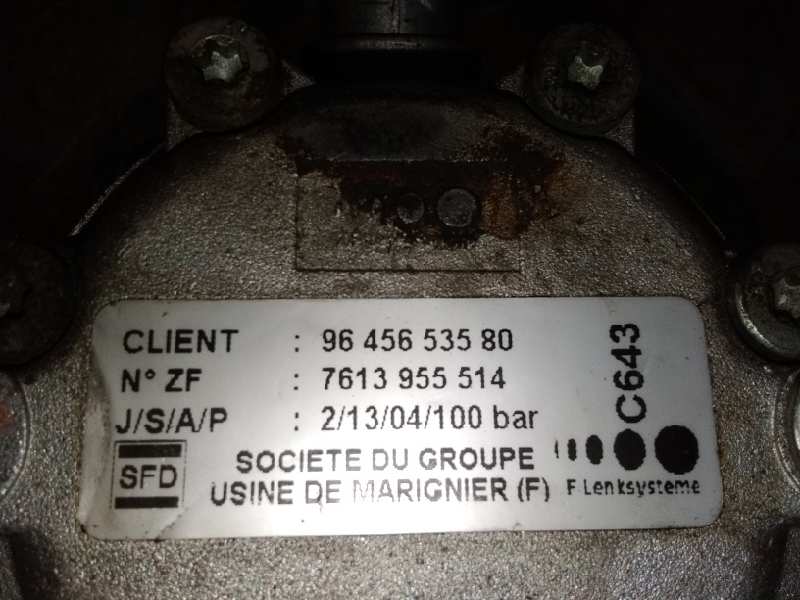 CLIENT : 96 456 535 80
N° ZF : 7613 955 514
J/S/A/P : 2/13/04/100 bar
C643
SFD
SOCIETE DU GROUPE
USINE DE MARIGNIER (F)
F Lenksysteme